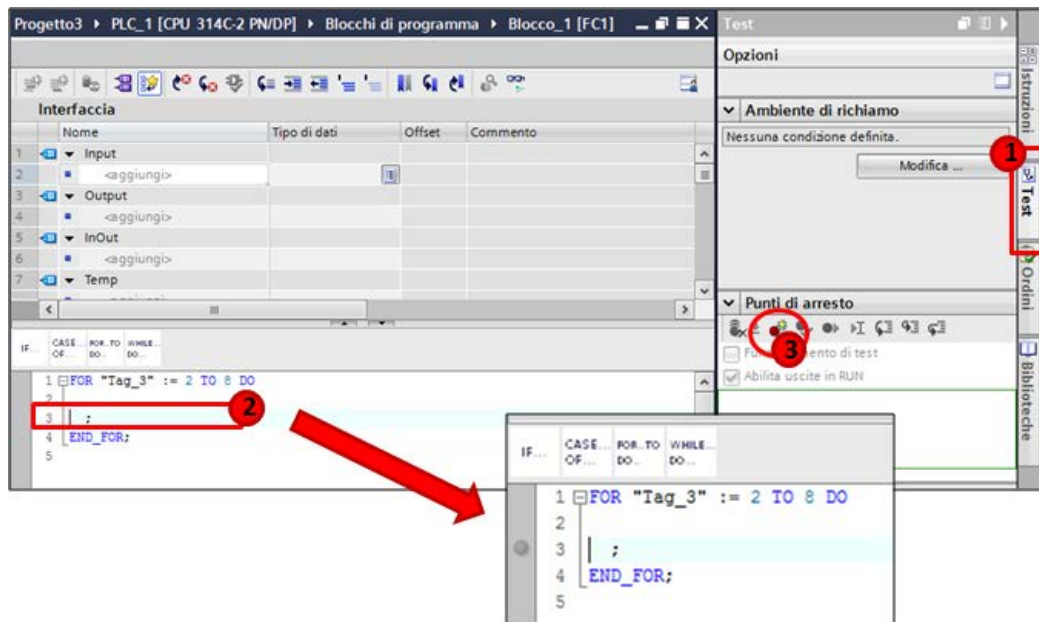 Progetto3 ▸ PLC_1 [CPU 314C-2 PN/DP] ▸ Blocchi di programma ▸ Blocco_1 [FC1]
Interfaccia
Nome Tipo di dati Offset Commento
1 Input
2 <aggiungi>
3 Output
4 <aggiungi>
5 InOut
6 <aggiungi>
7 Temp
IF... CASE... FOR..TO WHILE..
OF... DO... DO...
1 FOR "Tag_3" := 2 TO 8 DO
2
3 ;
4 END_FOR;
5
2
Test
Opzioni
Ambiente di richiamo
Nessuna condizione definita.
Modifica ...
1
Punti di arresto
3
Abilita uscite in RUN
Istruzioni
Test
Ordini
Biblioteche
IF... CASE... FOR..TO WHILE..
OF... DO... DO...
1 FOR "Tag_3" := 2 TO 8 DO
2
3 ;
4 END_FOR;
5